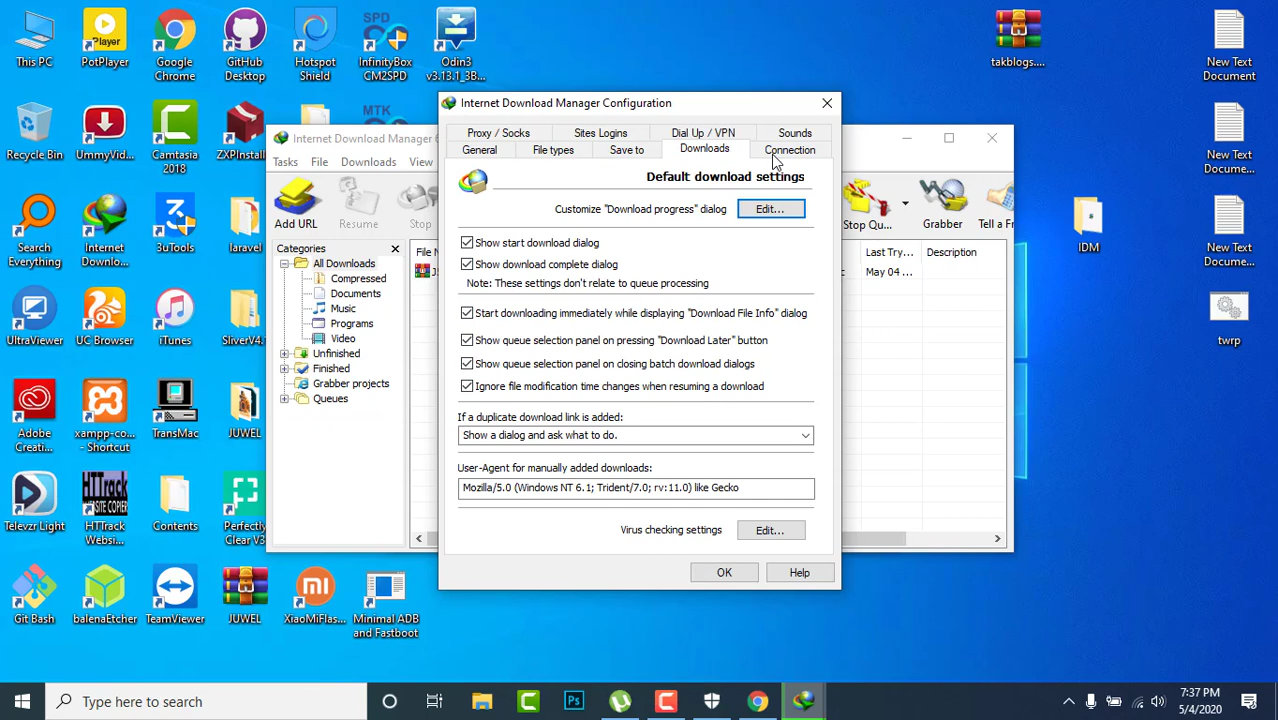 This PC
PotPlayer
Google
Chrome
GitHub
Desktop
Hotspot
Shield
SPD
InfinityBox
CM2SPD
Odin3
v3.13.1_3B...
takblogs....
New Text
Document
Recycle Bin
UmmyVid...
Camtasia
2018
ZXPInstall
MTK
New Text
Docume...
Search
Everything
Internet
Downlo...
3uTools
laravel
IDM
New Text
Docume...
UltraViewer
UC Browser
iTunes
SliverV4.
twrp
Adobe
Creati...
xampp-co...
- Shortcut
TransMac
JUWEL
Televzr Light
HTTrack
WEBSITE COPIER
HTTrack
Websi...
Contents
Perfectly
Clear V3
Git Bash
balenaEtcher
TeamViewer
JUWEL
XiaoMiFlas...
Minimal ADB
and Fastboot
Internet Download Manager 6
Tasks File Downloads View
Add URL
Resume
Stop
Stop Qu...
Grabber
Tell a F
Categories
All Downloads
Compressed
Documents
Music
Programs
Video
Unfinished
Finished
Grabber projects
Queues
File N
Last Try...
Description
May 04 ...
Internet Download Manager Configuration
Proxy / Socks Sites Logins Dial Up / VPN Sounds
General File types Save to Downloads Connection
Default download settings
Customize "Download progress" dialog Edit...
Show start download dialog
Show download complete dialog
Note: These settings don't relate to queue processing
Start downloading immediately while displaying "Download File Info" dialog
Show queue selection panel on pressing "Download Later" button
Show queue selection panel on closing batch download dialogs
Ignore file modification time changes when resuming a download
If a duplicate download link is added:
Show a dialog and ask what to do.
User-Agent for manually added downloads:
Mozilla/5.0 (Windows NT 6.1; Trident/7.0; rv:11.0) like Gecko
Virus checking settings Edit...
OK Help
Type here to search
7:37 PM
5/4/2020